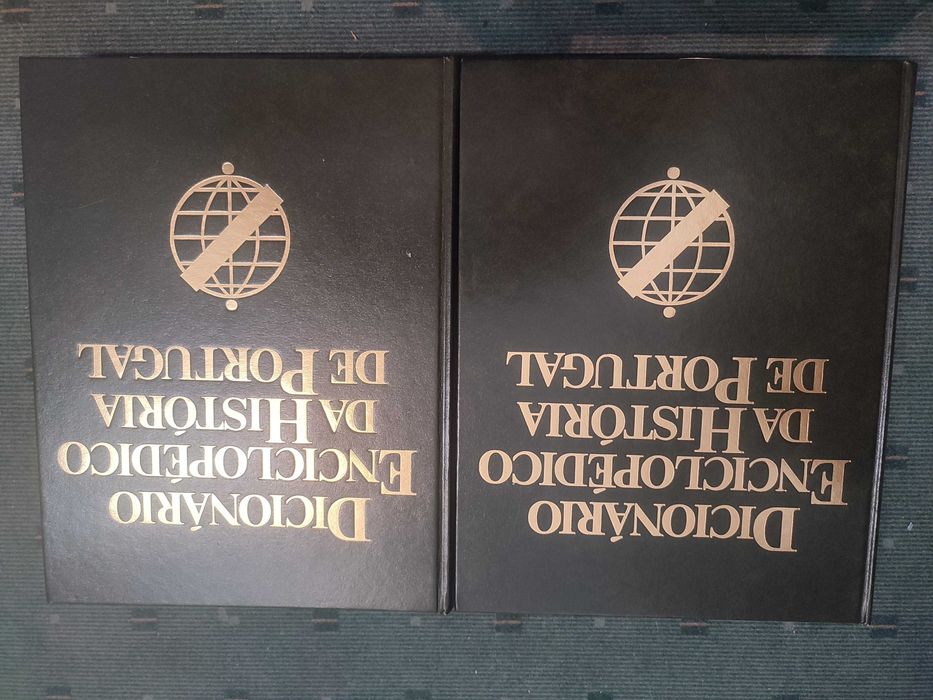 DICIONÁRIO
ENCICLOPÉDICO
DA HISTÓRIA
DE PORTUGAL
DICIONÁRIO
ENCICLOPÉDICO
DA HISTÓRIA
DE PORTUGAL